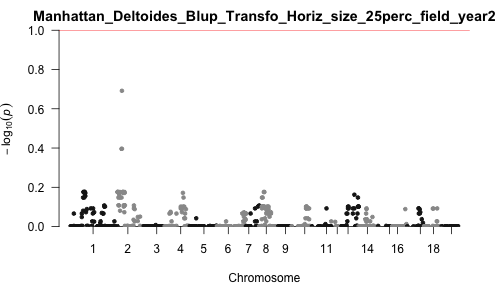 Manhattan_Deltoides_Blup_Transfo_Horiz_size_25perc_field_year2
1.0
0.8
0.6
0.4
0.2
0.0
− log₁₀(p)
1 2 3 4 5 6 7 8 9 11 14 16 18
Chromosome